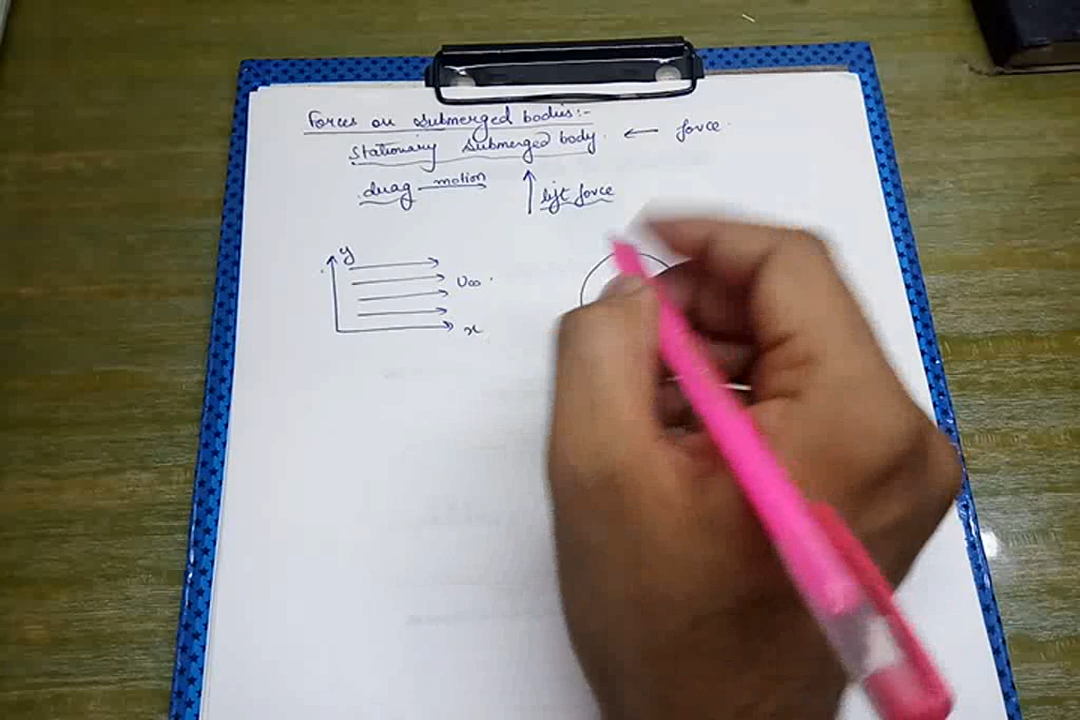 Forces on submerged bodies:-
Stationary submerged body. ← force
drag motion → ↑ lift force
y
U∞
x